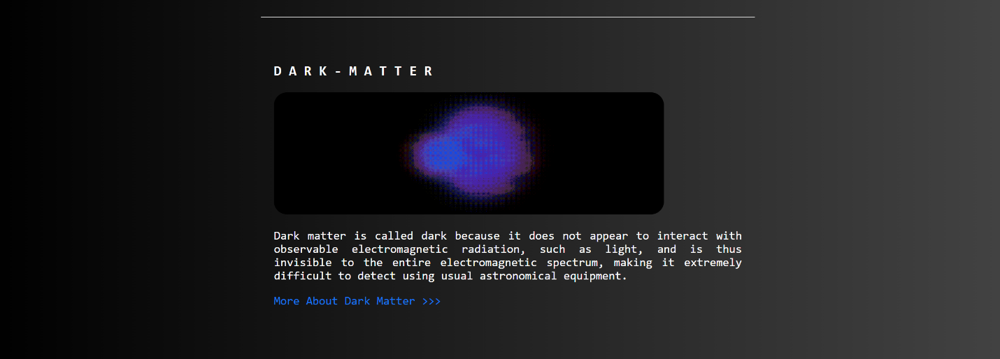 DARK-MATTER
Dark matter is called dark because it does not appear to interact with
observable electromagnetic radiation, such as light, and is thus
invisible to the entire electromagnetic spectrum, making it extremely
difficult to detect using usual astronomical equipment.
More About Dark Matter >>>